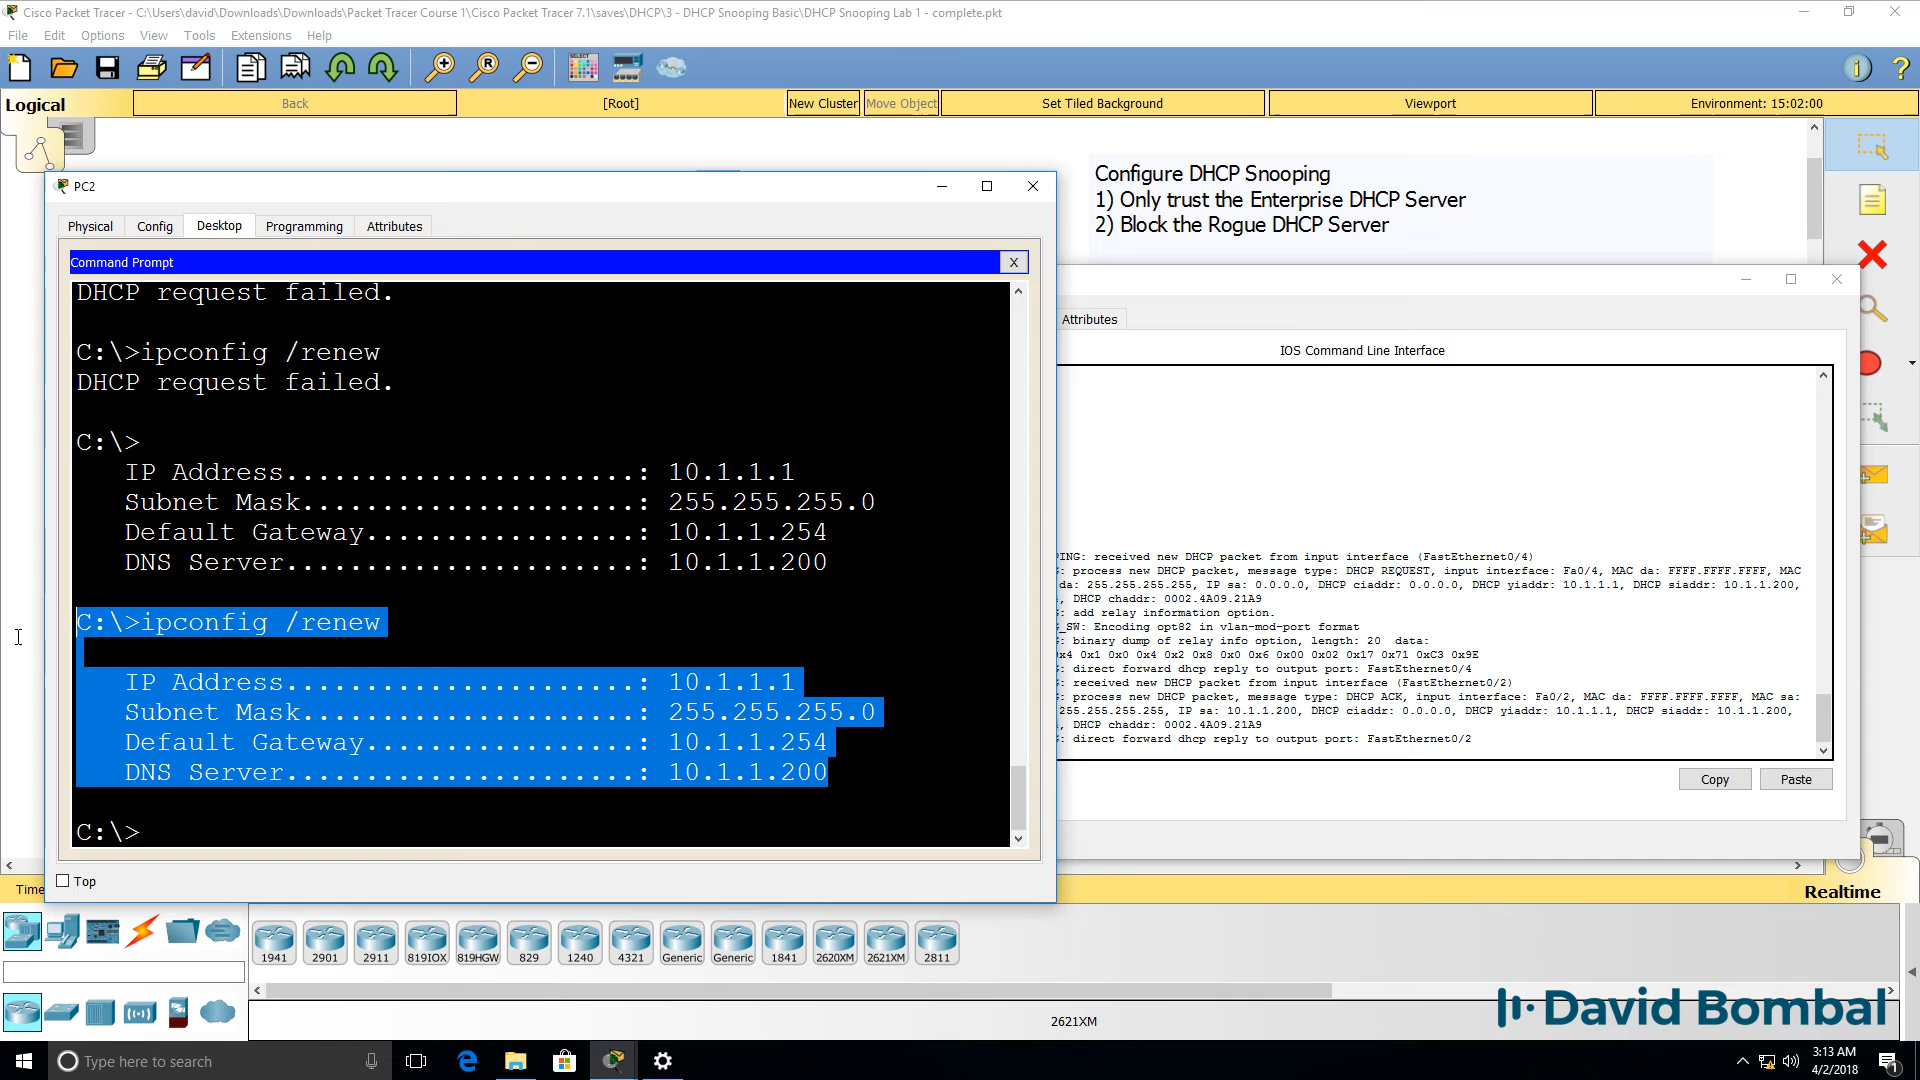 Cisco Packet Tracer - C:\Users\david\Downloads\Downloads\Packet Tracer Course 1\Cisco Packet Tracer 7.1\saves\DHCP\3 - DHCP Snooping Basic\DHCP Snooping Lab 1 - complete.pkt
File Edit Options View Tools Extensions Help
SELECT
Logical Back [Root] New Cluster Move Object Set Tiled Background Viewport Environment: 15:02:00
Configure DHCP Snooping
1) Only trust the Enterprise DHCP Server
2) Block the Rogue DHCP Server
PC2
Physical Config Desktop Programming Attributes
Command Prompt X
DHCP request failed.
C:\>ipconfig /renew
DHCP request failed.
C:\>
IP Address......................: 10.1.1.1
Subnet Mask.....................: 255.255.255.0
Default Gateway.................: 10.1.1.254
DNS Server......................: 10.1.1.200
C:\>ipconfig /renew
IP Address......................: 10.1.1.1
Subnet Mask.....................: 255.255.255.0
Default Gateway.................: 10.1.1.254
DNS Server......................: 10.1.1.200
C:\>
Top
Attributes
IOS Command Line Interface
PING: received new DHCP packet from input interface (FastEthernet0/4)
: process new DHCP packet, message type: DHCP REQUEST, input interface: Fa0/4, MAC da: FFFF.FFFF.FFFF, MAC
da: 255.255.255.255, IP sa: 0.0.0.0, DHCP ciaddr: 0.0.0.0, DHCP yiaddr: 10.1.1.1, DHCP siaddr: 10.1.1.200,
, DHCP chaddr: 0002.4A09.21A9
: add relay information option.
_SW: Encoding opt82 in vlan-mod-port format
: binary dump of relay info option, length: 20 data:
0x4 0x1 0x0 0x4 0x2 0x8 0x0 0x6 0x00 0x02 0x17 0x71 0xC3 0x9E
: direct forward dhcp reply to output port: FastEthernet0/4
: received new DHCP packet from input interface (FastEthernet0/2)
: process new DHCP packet, message type: DHCP ACK, input interface: Fa0/2, MAC da: FFFF.FFFF.FFFF, MAC sa:
255.255.255, IP sa: 10.1.1.200, DHCP ciaddr: 0.0.0.0, DHCP yiaddr: 10.1.1.1, DHCP siaddr: 10.1.1.200,
, DHCP chaddr: 0002.4A09.21A9
: direct forward dhcp reply to output port: FastEthernet0/2
Copy Paste
Time
Realtime
1941 2901 2911 819IOX 819HGW 829 1240 4321 Generic Generic 1841 2620XM 2621XM 2811
2621XM
David Bombal
Type here to search
3:13 AM
4/2/2018
1